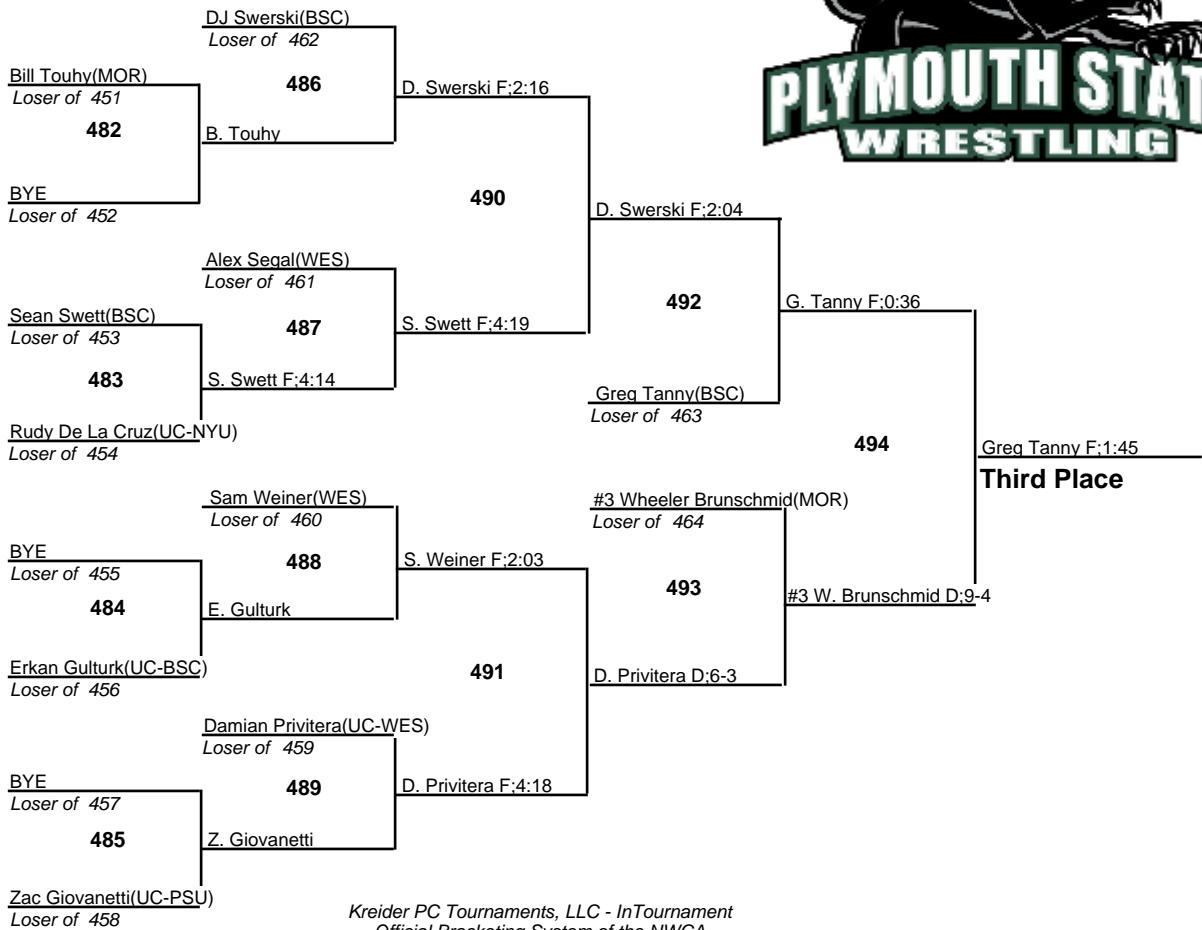 DJ Swerski(BSC)
Loser of 462
Bill Touhy(MOR)
Loser of 451
486
D. Swerski F;2:16
482
B. Touhy
BYE
Loser of 452
490
D. Swerski F;2:04
Alex Segal(WES)
Loser of 461
492
G. Tanny F;0:36
Sean Swett(BSC)
Loser of 453
487
S. Swett F;4:19
483
S. Swett F;4:14
Greg Tanny(BSC)
Loser of 463
Rudy De La Cruz(UC-NYU)
Loser of 454
494
Greg Tanny F;1:45
Third Place
Sam Weiner(WES)
Loser of 460
#3 Wheeler Brunschmid(MOR)
Loser of 464
BYE
Loser of 455
488
S. Weiner F;2:03
493
#3 W. Brunschmid D;9-4
484
E. Gulturk
Erkan Gulturk(UC-BSC)
Loser of 456
491
D. Privitera D;6-3
Damian Privitera(UC-WES)
Loser of 459
BYE
Loser of 457
489
D. Privitera F;4:18
485
Z. Giovanetti
Zac Giovanetti(UC-PSU)
Loser of 458
Kreider PC Tournaments, LLC - InTournament
Official Bracketing System of the NWCA
PLYMOUTH STAT
WRESTLING